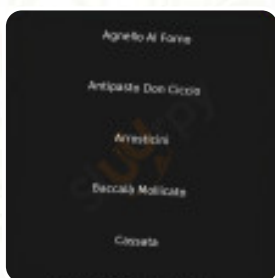 Agnello Al Forno
Antipasto Don Ciccio
Arrosticini
Baccalà Mollicato
Cassata